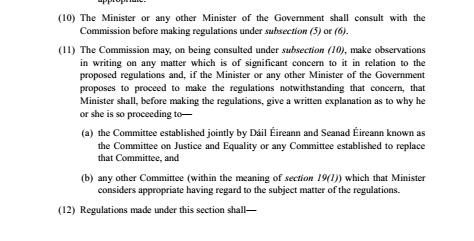 appropriate.
(10) The Minister or any other Minister of the Government shall consult with the
Commission before making regulations under subsection (5) or (6).
(11) The Commission may, on being consulted under subsection (10), make observations
in writing on any matter which is of significant concern to it in relation to the
proposed regulations and, if the Minister or any other Minister of the Government
proposes to proceed to make the regulations notwithstanding that concern, that
Minister shall, before making the regulations, give a written explanation as to why he
or she is so proceeding to—
(a) the Committee established jointly by Dáil Éireann and Seanad Éireann known as
the Committee on Justice and Equality or any Committee established to replace
that Committee, and
(b) any other Committee (within the meaning of section 19(1)) which that Minister
considers appropriate having regard to the subject matter of the regulations.
(12) Regulations made under this section shall—